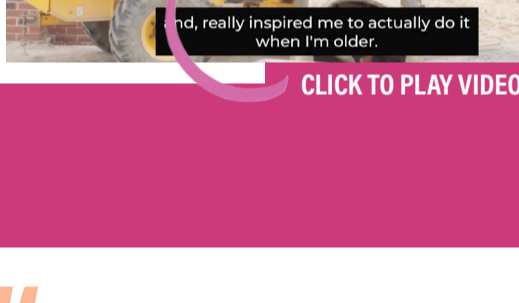 and, really inspired me to actually do it
when I'm older.
CLICK TO PLAY VIDEO
"